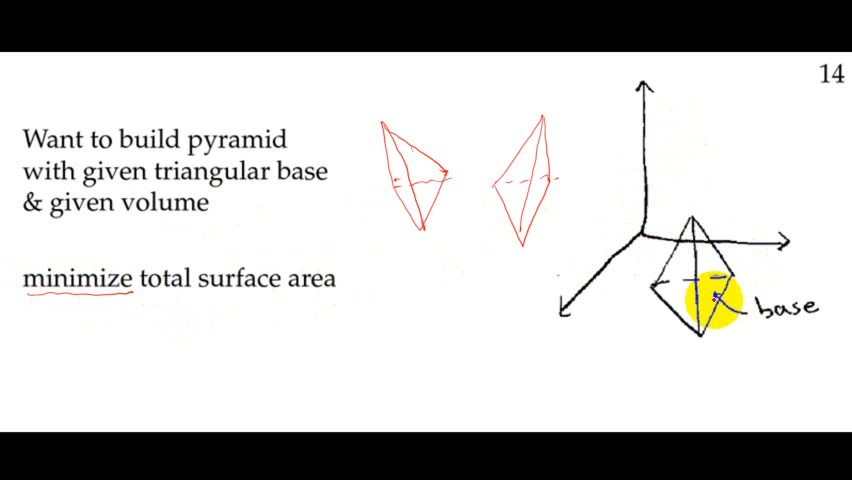 14
Want to build pyramid
with given triangular base
& given volume
minimize total surface area
base